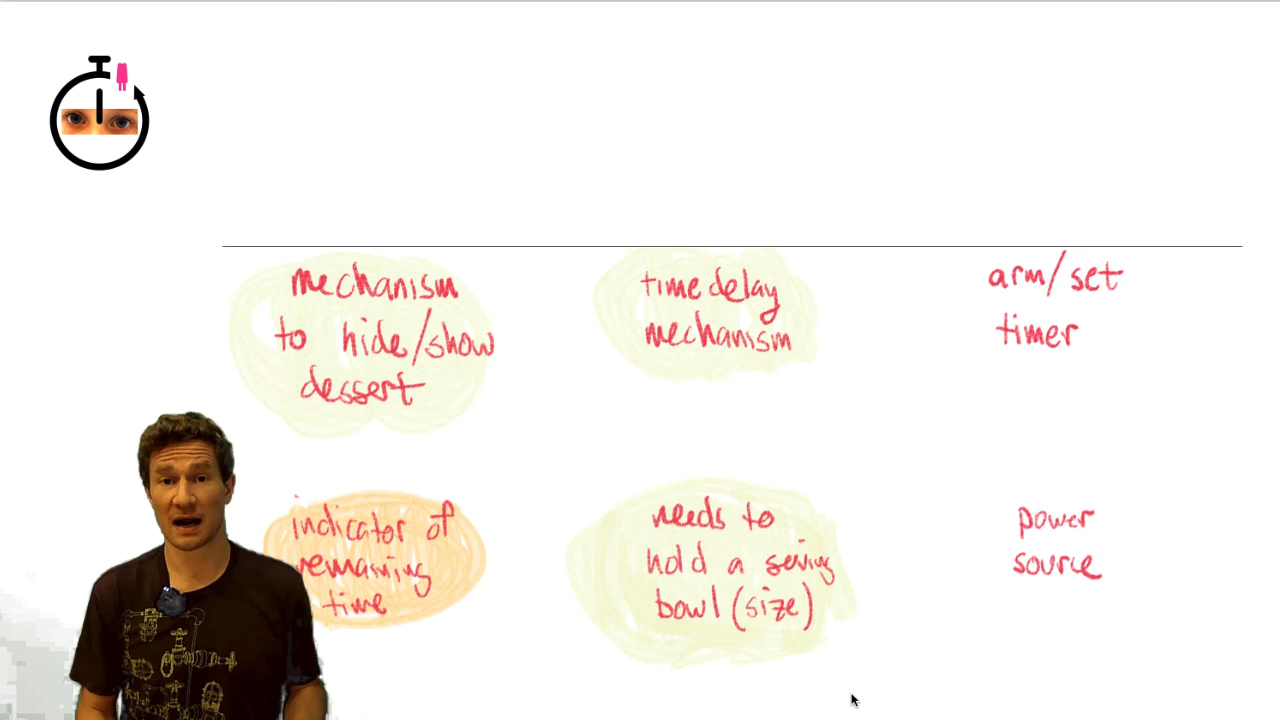 mechanism
to hide/show
dessert
time delay
mechanism
arm/set
timer
indicator of
remaining
time
needs to
hold a serving
bowl (size)
power
source